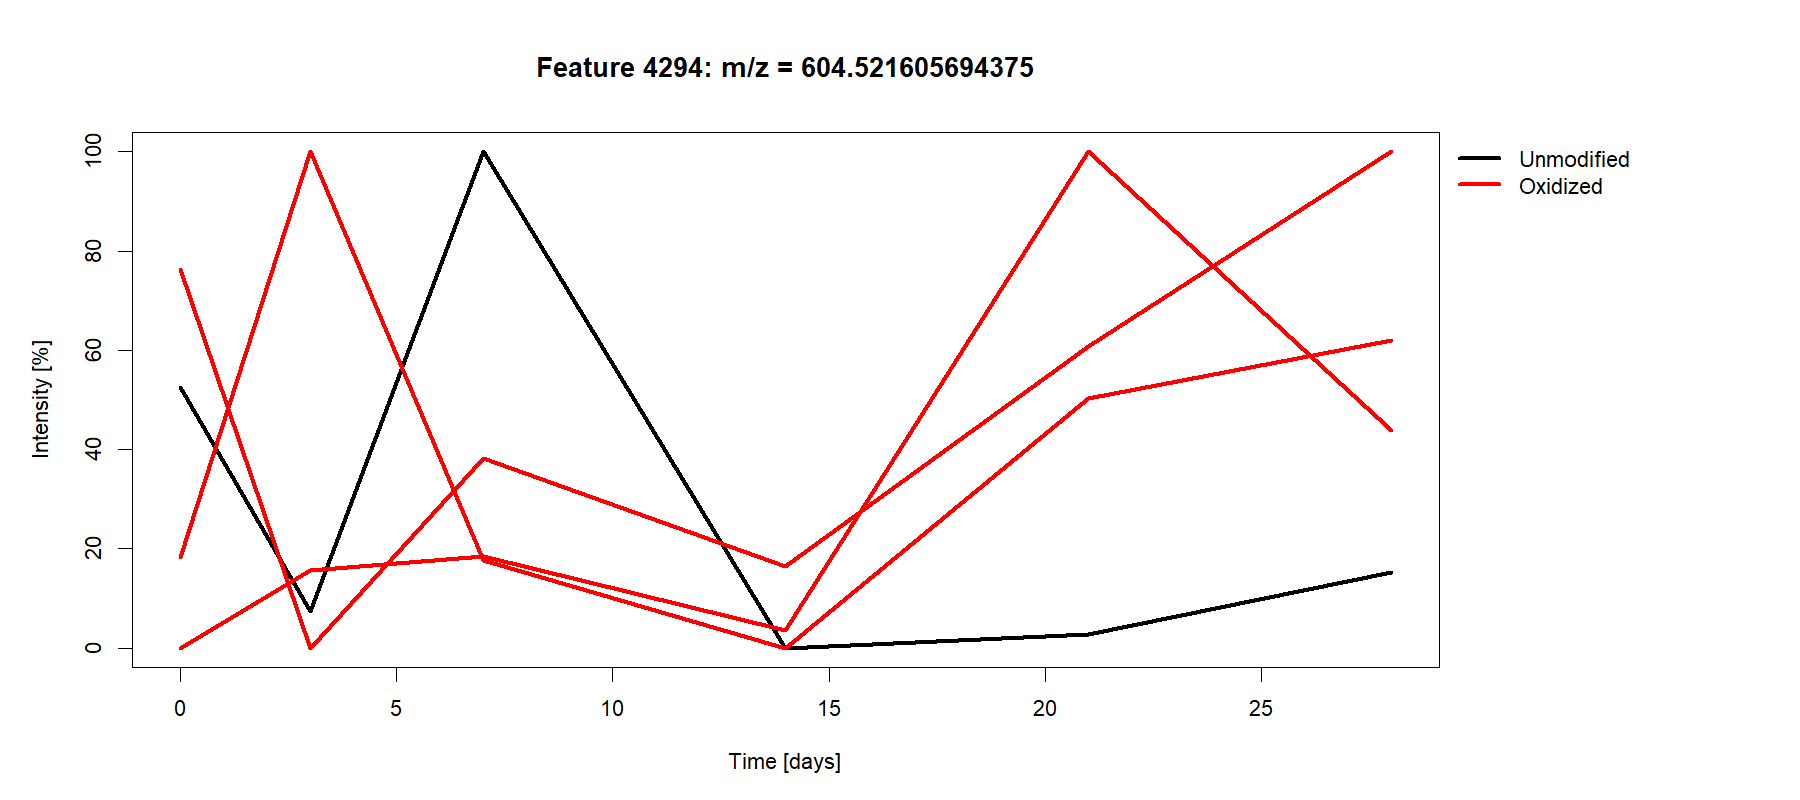 Feature 4294: m/z = 604.521605694375
100
80
60
40
20
0
Intensity [%]
0 5 10 15 20 25
Time [days]
Unmodified
Oxidized